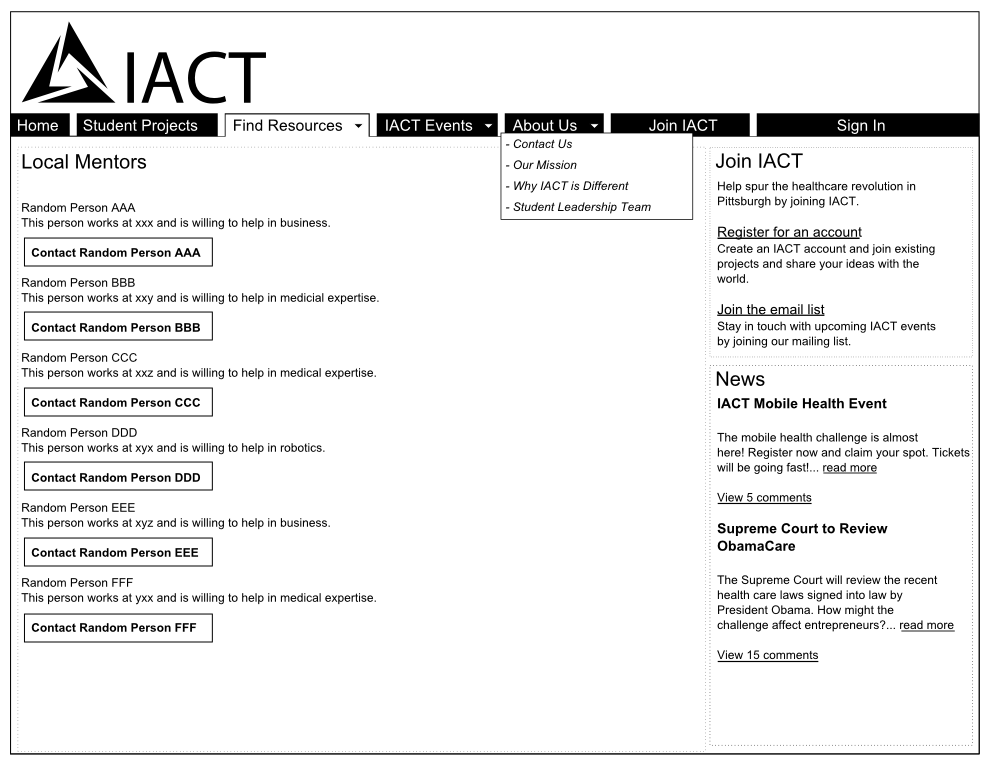 IACT
Home Student Projects Find Resources IACT Events About Us Join IACT Sign In
- Contact Us
- Our Mission
- Why IACT is Different
- Student Leadership Team
Local Mentors
Random Person AAA
This person works at xxx and is willing to help in business.
Contact Random Person AAA
Random Person BBB
This person works at xxy and is willing to help in medicial expertise.
Contact Random Person BBB
Random Person CCC
This person works at xxz and is willing to help in medical expertise.
Contact Random Person CCC
Random Person DDD
This person works at xyx and is willing to help in robotics.
Contact Random Person DDD
Random Person EEE
This person works at xyz and is willing to help in business.
Contact Random Person EEE
Random Person FFF
This person works at yxx and is willing to help in medical expertise.
Contact Random Person FFF
Join IACT
Help spur the healthcare revolution in
Pittsburgh by joining IACT.
Register for an account
Create an IACT account and join existing
projects and share your ideas with the
world.
Join the email list
Stay in touch with upcoming IACT events
by joining our mailing list.
News
IACT Mobile Health Event
The mobile health challenge is almost
here! Register now and claim your spot. Tickets
will be going fast!... read more
View 5 comments
Supreme Court to Review
ObamaCare
The Supreme Court will review the recent
health care laws signed into law by
President Obama. How might the
challenge affect entrepreneurs?... read more
View 15 comments